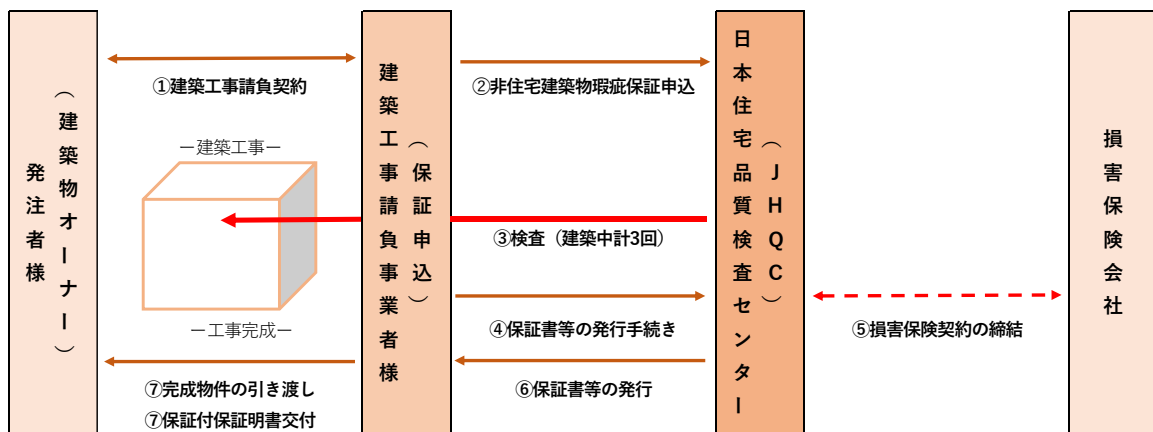 発注者様
（建築物オーナー）
①建築工事請負契約
ー建築工事ー
ー工事完成ー
⑦完成物件の引き渡し
⑦保証付保証明書交付
建築工事請負事業者様
（保証申込）
②非住宅建築物瑕疵保証申込
③検査（建築中計3回）
④保証書等の発行手続き
⑥保証書等の発行
日本住宅品質検査センター
（JHQC）
⑤損害保険契約の締結
損害保険会社